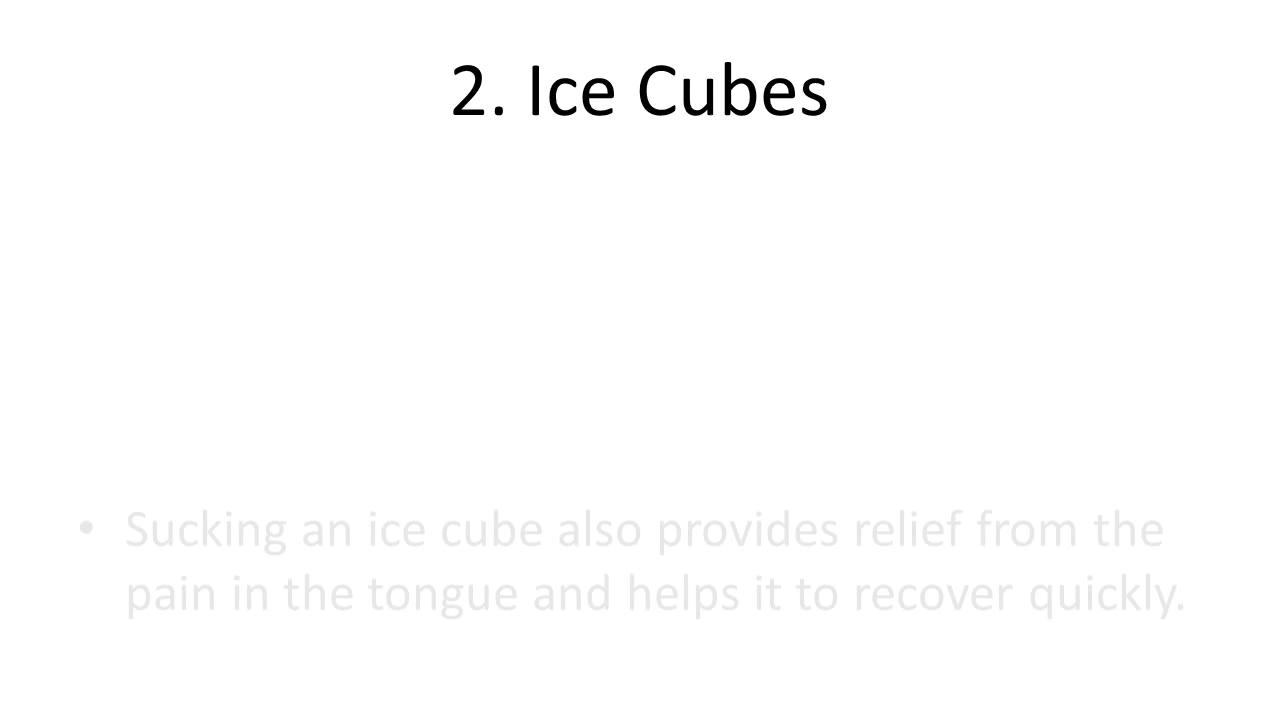 2. Ice Cubes
• Sucking an ice cube also provides relief from the
pain in the tongue and helps it to recover quickly.